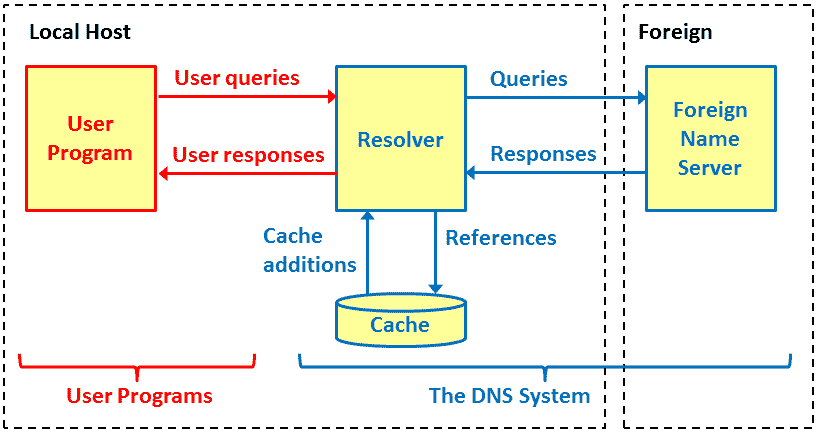 Local Host
Foreign
User queries
Queries
User
Program
Resolver
Foreign
Name
Server
User responses
Responses
Cache
additions
References
Cache
User Programs
The DNS System